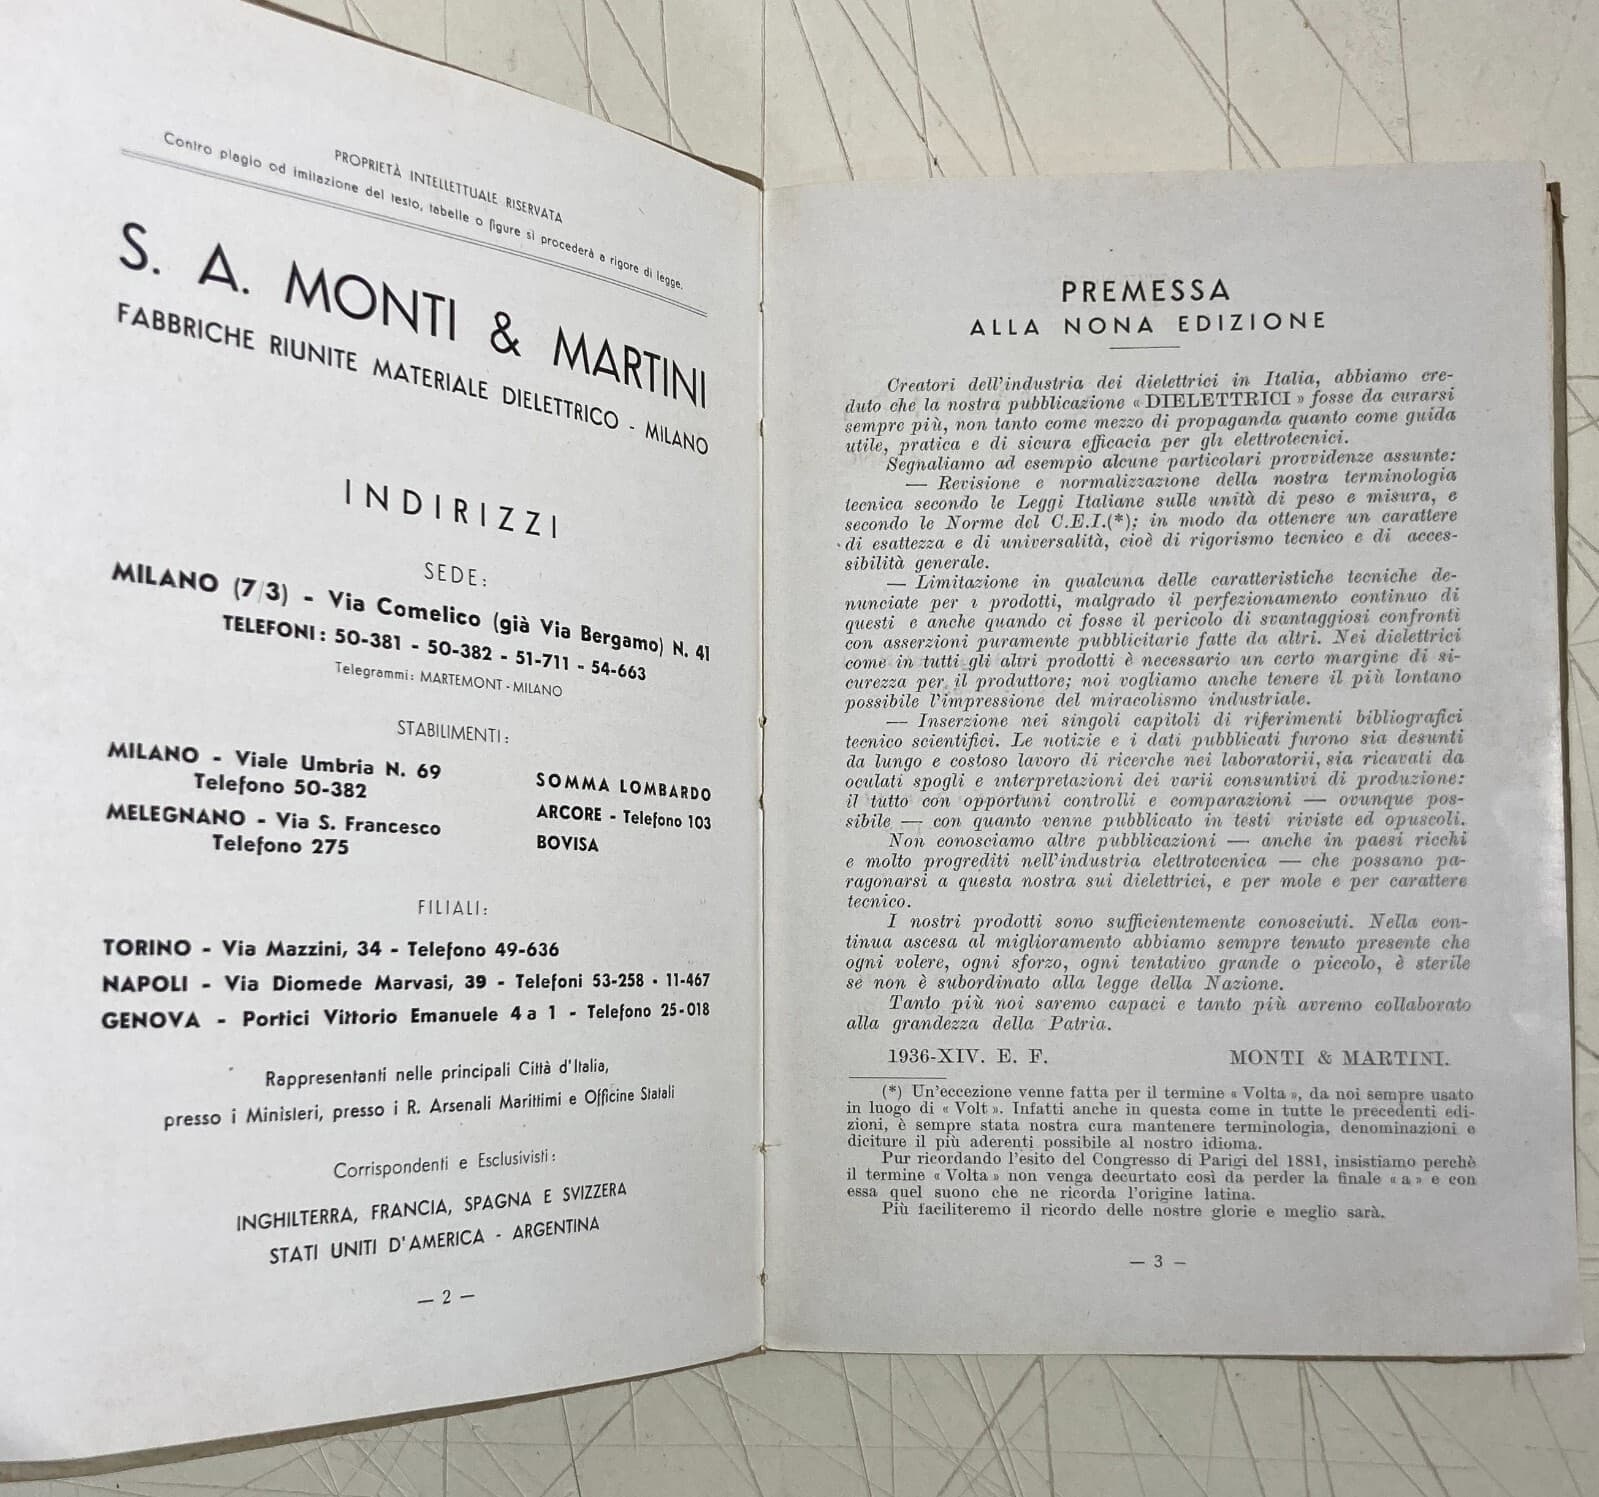 PROPRIETÀ INTELLETTUALE RISERVATA
Contro plagio od imitazione del testo, tabelle o figure si procederà a rigore di legge.
S. A. MONTI & MARTINI
FABBRICHE RIUNITE MATERIALE DIELETTRICO - MILANO
INDIRIZZI
SEDE:
MILANO (7/3) - Via Comelico (già Via Bergamo) N. 41
TELEFONI: 50-381 - 50-382 - 51-711 - 54-663
Telegrammi: MARTEMONT - MILANO
STABILIMENTI:
MILANO - Viale Umbria N. 69
Telefono 50-382
MELEGNANO - Via S. Francesco
Telefono 275
SOMMA LOMBARDO
ARCORE - Telefono 103
BOVISA
FILIALI:
TORINO - Via Mazzini, 34 - Telefono 49-636
NAPOLI - Via Diomede Marvasi, 39 - Telefoni 53-258 - 11-467
GENOVA - Portici Vittorio Emanuele 4 a 1 - Telefono 25-018
Rappresentanti nelle principali Città d'Italia,
presso i Ministeri, presso i R. Arsenali Marittimi e Officine Statali
Corrispondenti e Esclusivisti:
INGHILTERRA, FRANCIA, SPAGNA E SVIZZERA
STATI UNITI D'AMERICA - ARGENTINA
— 2 —
PREMESSA
ALLA NONA EDIZIONE
Creatori dell'industria dei dielettrici in Italia, abbiamo cre-
duto che la nostra pubblicazione « DIELETTRICI » fosse da curarsi
sempre più, non tanto come mezzo di propaganda quanto come guida
utile, pratica e di sicura efficacia per gli elettrotecnici.
Segnaliamo ad esempio alcune particolari provvidenze assunte:
— Revisione e normalizzazione della nostra terminologia
tecnica secondo le Leggi Italiane sulle unità di peso e misura, e
secondo le Norme del C.E.I.(*); in modo da ottenere un carattere
di esattezza e di universalità, cioè di rigorismo tecnico e di acces-
sibilità generale.
— Limitazione in qualcuna delle caratteristiche tecniche de-
nunciate per i prodotti, malgrado il perfezionamento continuo di
questi e anche quando ci fosse il pericolo di svantaggiosi confronti
con asserzioni puramente pubblicitarie fatte da altri. Nei dielettrici
come in tutti gli altri prodotti è necessario un certo margine di si-
curezza per il produttore; noi vogliamo anche tenere il più lontano
possibile l'impressione del miracolismo industriale.
— Inserzione nei singoli capitoli di riferimenti bibliografici
tecnico scientifici. Le notizie e i dati pubblicati furono sia desunti
da lungo e costoso lavoro di ricerche nei laboratorii, sia ricavati da
oculati spogli e interpretazioni dei varii consuntivi di produzione:
il tutto con opportuni controlli e comparazioni — ovunque pos-
sibile — con quanto venne pubblicato in testi riviste ed opuscoli.
Non conosciamo altre pubblicazioni — anche in paesi ricchi
e molto progrediti nell'industria elettrotecnica — che possano pa-
ragonarsi a questa nostra sui dielettrici, e per mole e per carattere
tecnico.
I nostri prodotti sono sufficientemente conosciuti. Nella con-
tinua ascesa al miglioramento abbiamo sempre tenuto presente che
ogni volere, ogni sforzo, ogni tentativo grande o piccolo, è sterile
se non è subordinato alla legge della Nazione.
Tanto più noi saremo capaci e tanto più avremo collaborato
alla grandezza della Patria.
1936-XIV. E. F. MONTI & MARTINI.
(*) Un'eccezione venne fatta per il termine « Volta », da noi sempre usato
in luogo di « Volt ». Infatti anche in questa come in tutte le precedenti edi-
zioni, è sempre stata nostra cura mantenere terminologia, denominazioni e
diciture il più aderenti possibile al nostro idioma.
Pur ricordando l'esito del Congresso di Parigi del 1881, insistiamo perchè
il termine « Volta » non venga decurtato così da perder la finale « a » e con
essa quel suono che ne ricorda l'origine latina.
Più faciliteremo il ricordo delle nostre glorie e meglio sarà.
— 3 —